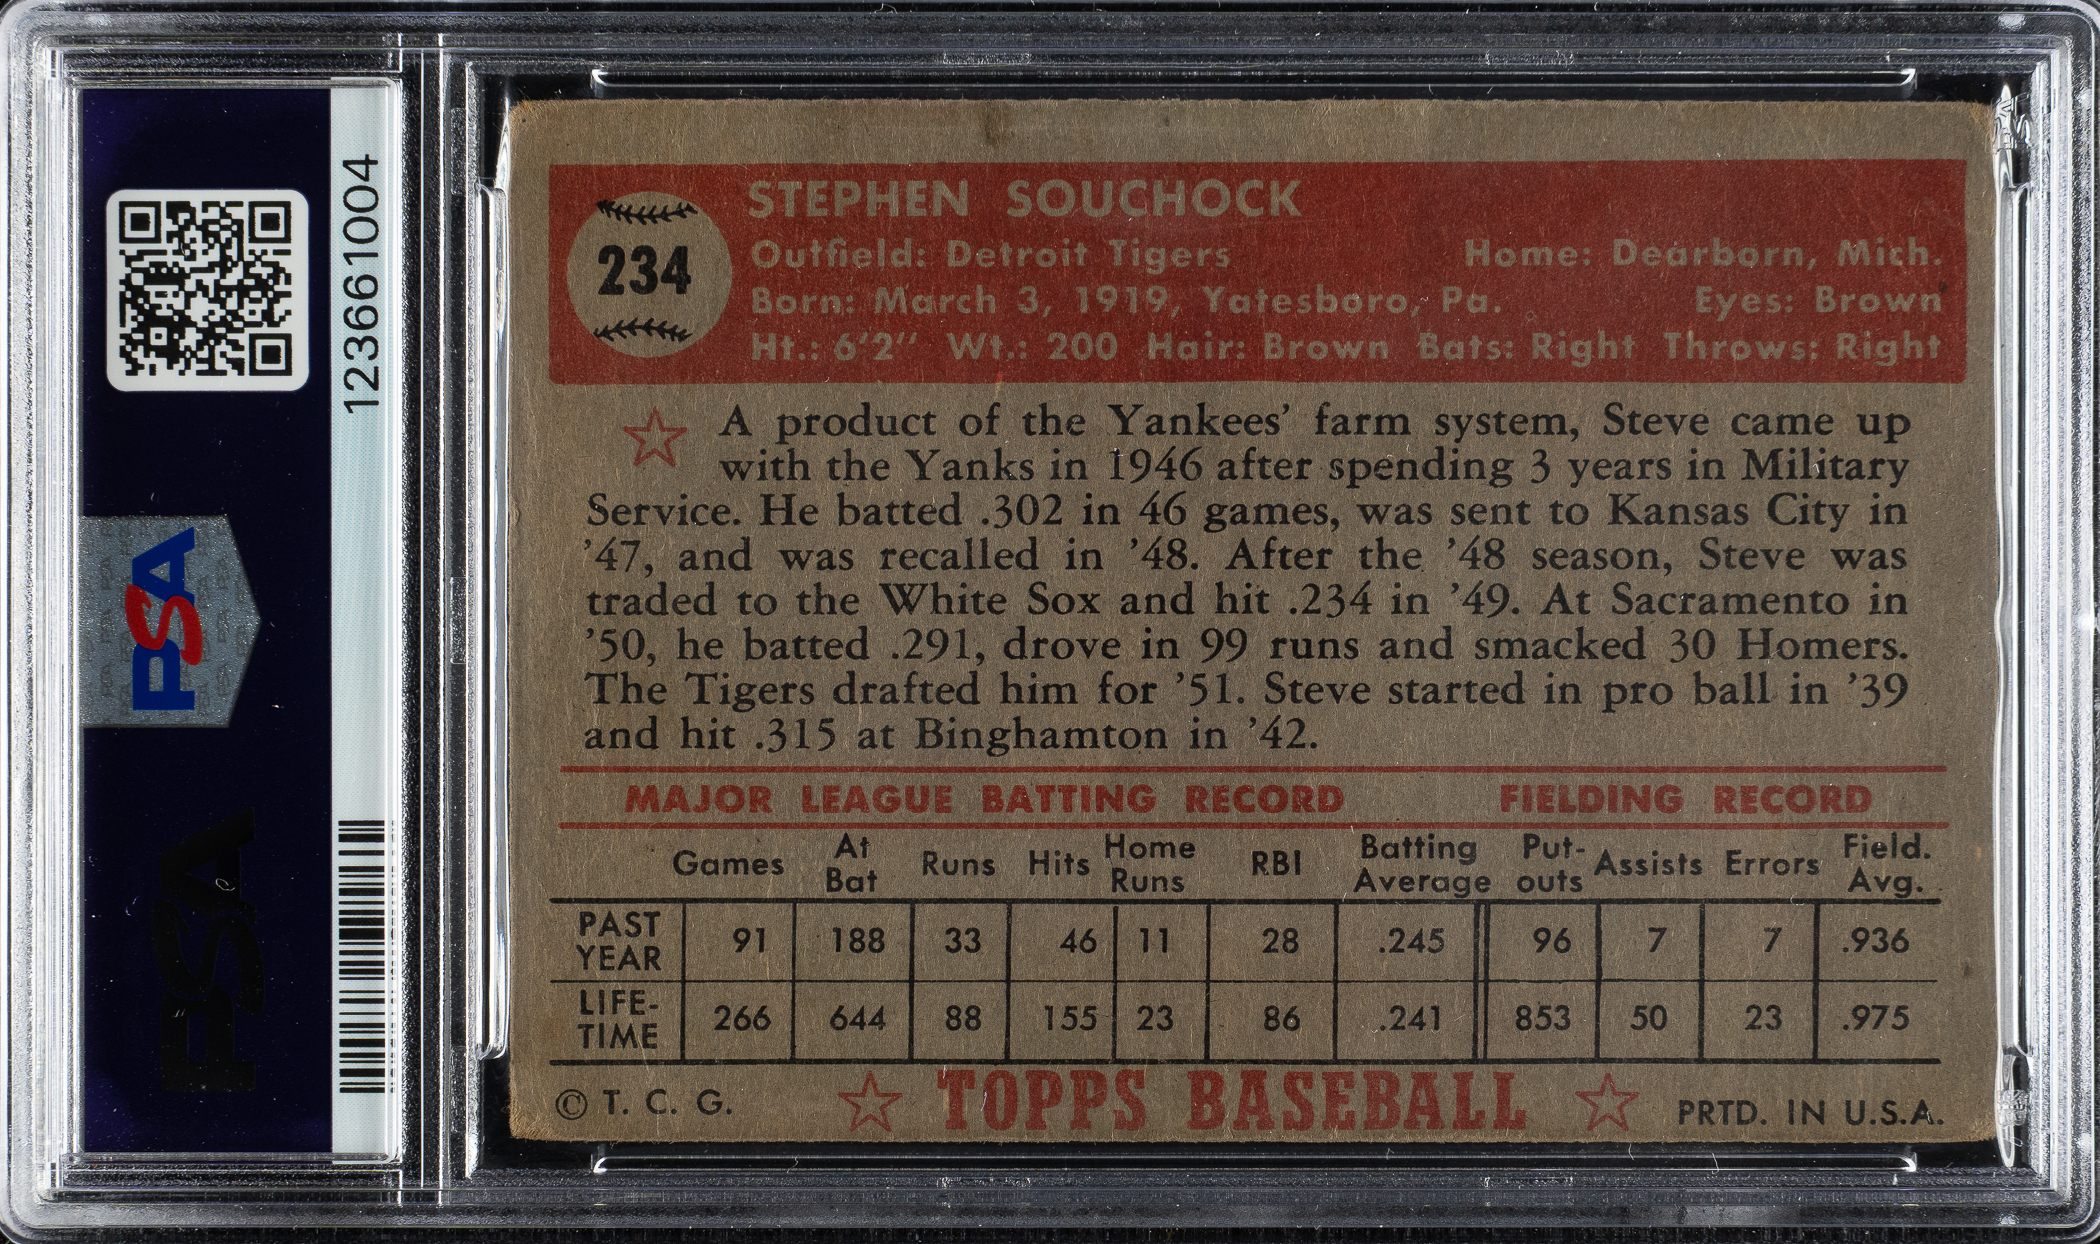 123661004
PSA
PSA
234
STEPHEN SOUCHOCK
Outfield: Detroit Tigers Home: Dearborn, Mich.
Born: March 3, 1919, Yatesboro, Pa. Eyes: Brown
Ht.: 6'2" Wt.: 200 Hair: Brown Bats: Right Throws: Right
A product of the Yankees' farm system, Steve came up
with the Yanks in 1946 after spending 3 years in Military
Service. He batted .302 in 46 games, was sent to Kansas City in
'47, and was recalled in '48. After the '48 season, Steve was
traded to the White Sox and hit .234 in '49. At Sacramento in
'50, he batted .291, drove in 99 runs and smacked 30 Homers.
The Tigers drafted him for '51. Steve started in pro ball in '39
and hit .315 at Binghamton in '42.
MAJOR LEAGUE BATTING RECORD FIELDING RECORD
Games At Bat Runs Hits Home Runs RBI Batting Average Put-outs Assists Errors Field. Avg.
PAST YEAR 91 188 33 46 11 28 .245 96 7 7 .936
LIFE-TIME 266 644 88 155 23 86 .241 853 50 23 .975
© T. C. G. TOPPS BASEBALL PRTD. IN U.S.A.